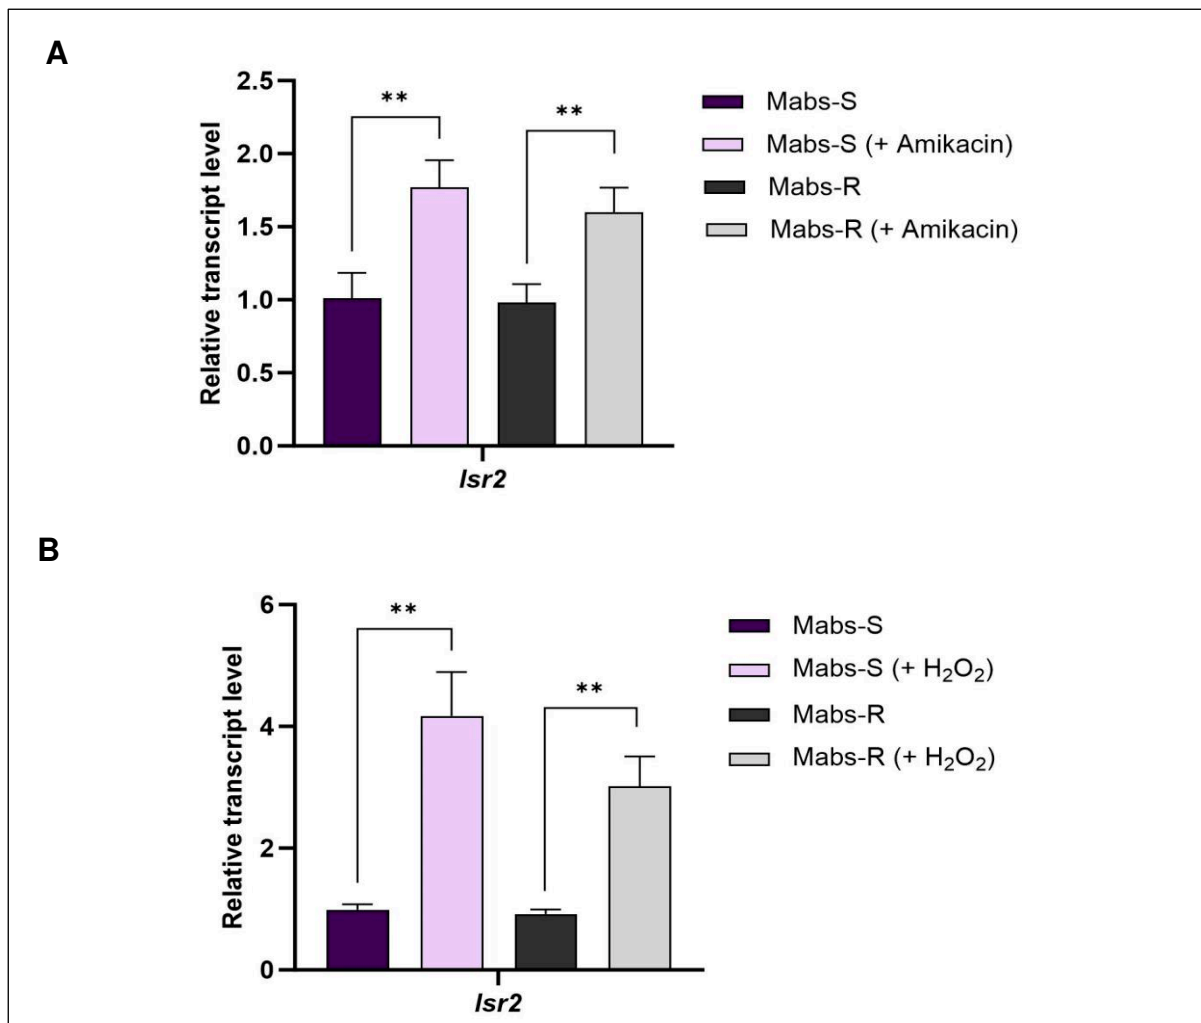 A
Relative transcript level
2.5
2.0
1.5
1.0
0.5
0.0
**
**
lsr2
Mabs-S
Mabs-S (+ Amikacin)
Mabs-R
Mabs-R (+ Amikacin)
B
Relative transcript level
6
4
2
0
**
**
lsr2
Mabs-S
Mabs-S (+ H₂O₂)
Mabs-R
Mabs-R (+ H₂O₂)